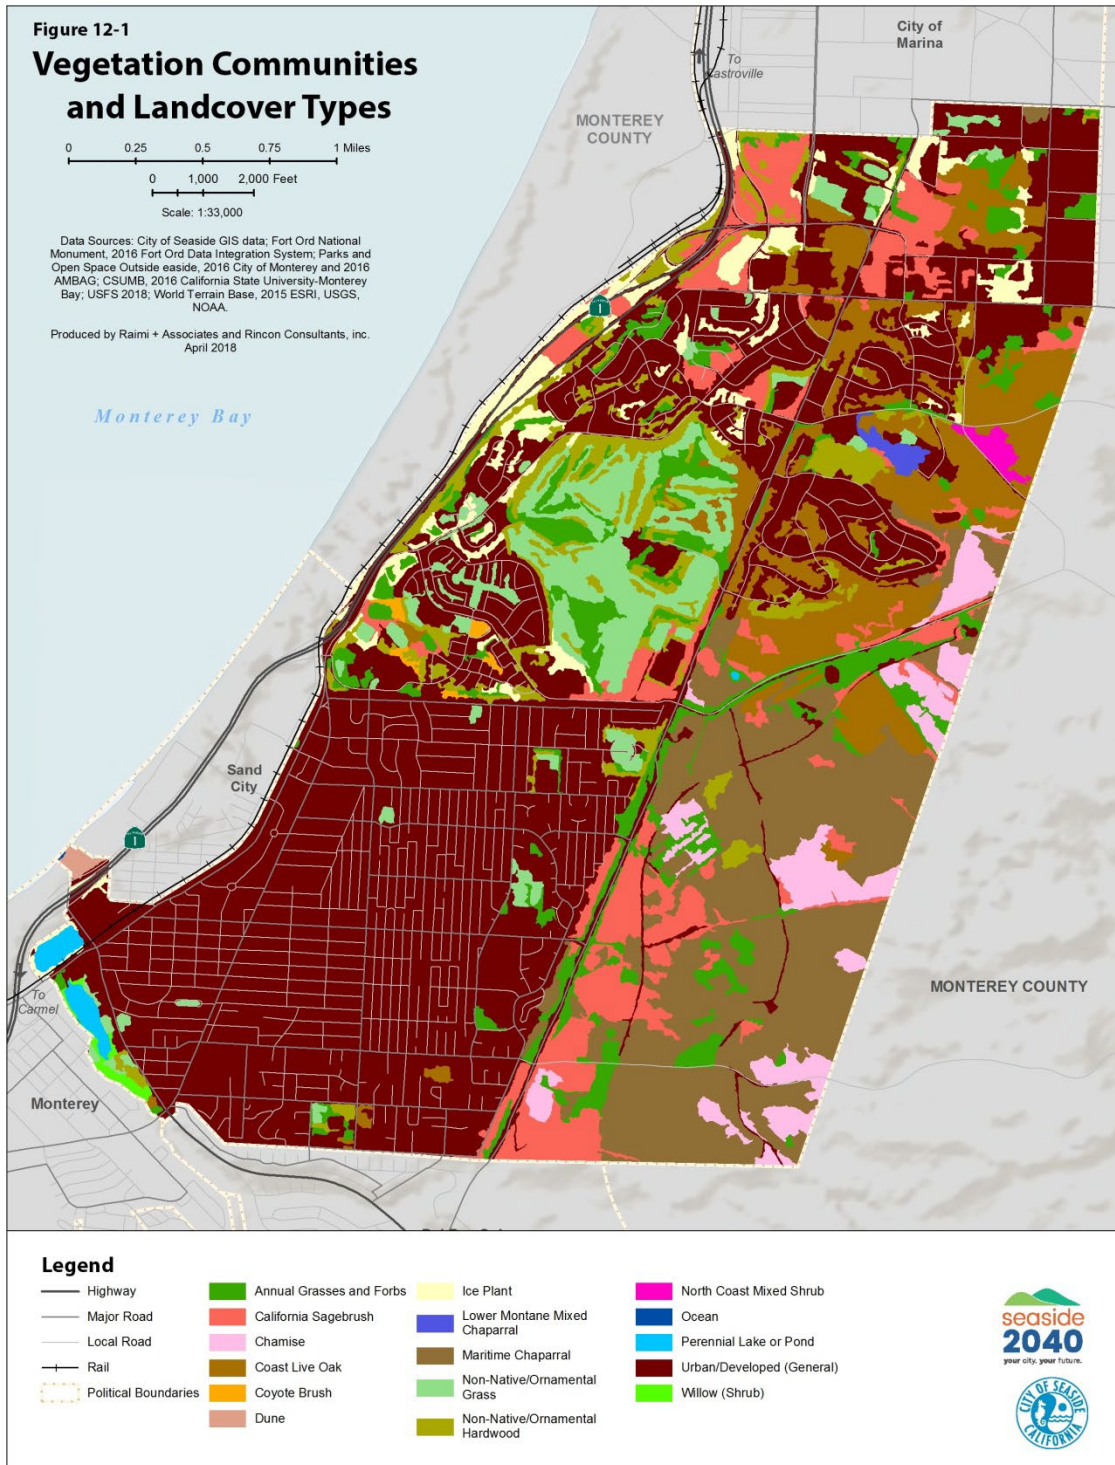 Figure 12-1
Vegetation Communities
and Landcover Types
0 0.25 0.5 0.75 1 Miles
0 1,000 2,000 Feet
Scale: 1:33,000
Data Sources: City of Seaside GIS data; Fort Ord National
Monument, 2016 Fort Ord Data Integration System; Parks and
Open Space Outside easide, 2016 City of Monterey and 2016
AMBAG; CSUMB, 2016 California State University-Monterey
Bay; USFS 2018; World Terrain Base, 2015 ESRI, USGS,
NOAA.
Produced by Raimi + Associates and Rincon Consultants, inc.
April 2018
City of
Marina
To
Castroville
MONTEREY
COUNTY
1
Monterey Bay
Sand
City
1
To
Carmel
Monterey
MONTEREY COUNTY
Legend
Highway
Major Road
Local Road
Rail
Political Boundaries
Annual Grasses and Forbs
California Sagebrush
Chamise
Coast Live Oak
Coyote Brush
Dune
Ice Plant
Lower Montane Mixed
Chaparral
Maritime Chaparral
Non-Native/Ornamental
Grass
Non-Native/Ornamental
Hardwood
North Coast Mixed Shrub
Ocean
Perennial Lake or Pond
Urban/Developed (General)
Willow (Shrub)
seaside
2040
your city. your future.
CITY OF SEASIDE
CALIFORNIA